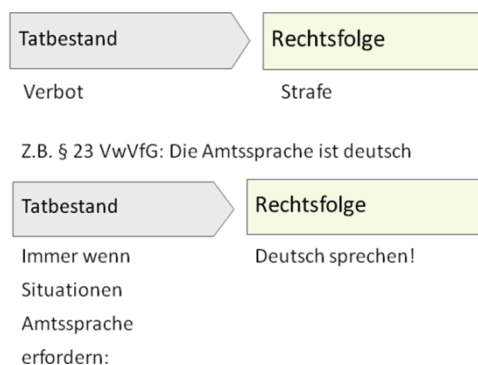 Tatbestand Rechtsfolge
Verbot Strafe
Z.B. § 23 VwVfG: Die Amtssprache ist deutsch
Tatbestand Rechtsfolge
Immer wenn Deutsch sprechen!
Situationen
Amtssprache
erfordern: